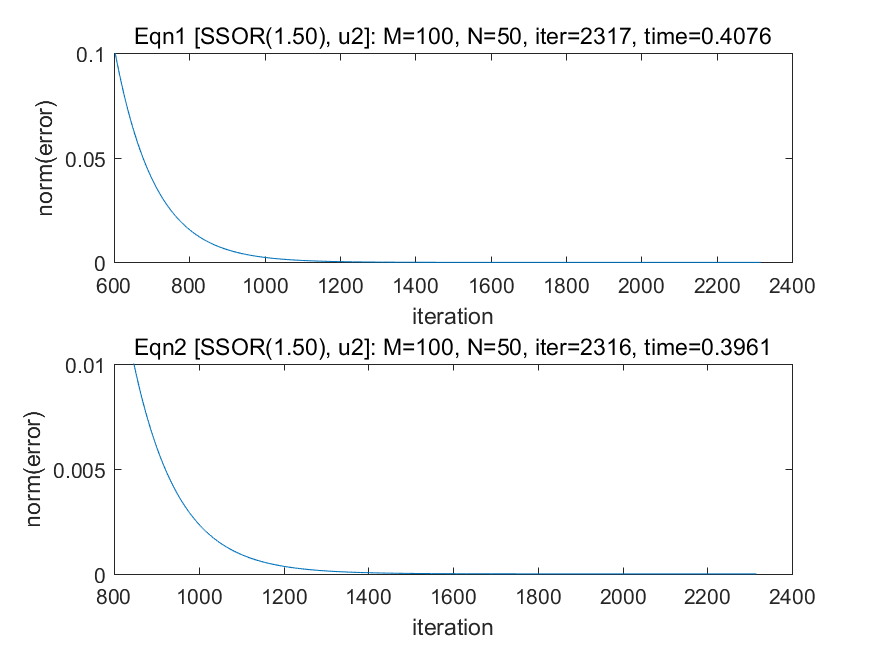 Eqn1 [SSOR(1.50), u2]: M=100, N=50, iter=2317, time=0.4076
0.1
0.05
0
norm(error)
600 800 1000 1200 1400 1600 1800 2000 2200 2400
iteration
Eqn2 [SSOR(1.50), u2]: M=100, N=50, iter=2316, time=0.3961
0.01
0.005
0
norm(error)
800 1000 1200 1400 1600 1800 2000 2200 2400
iteration